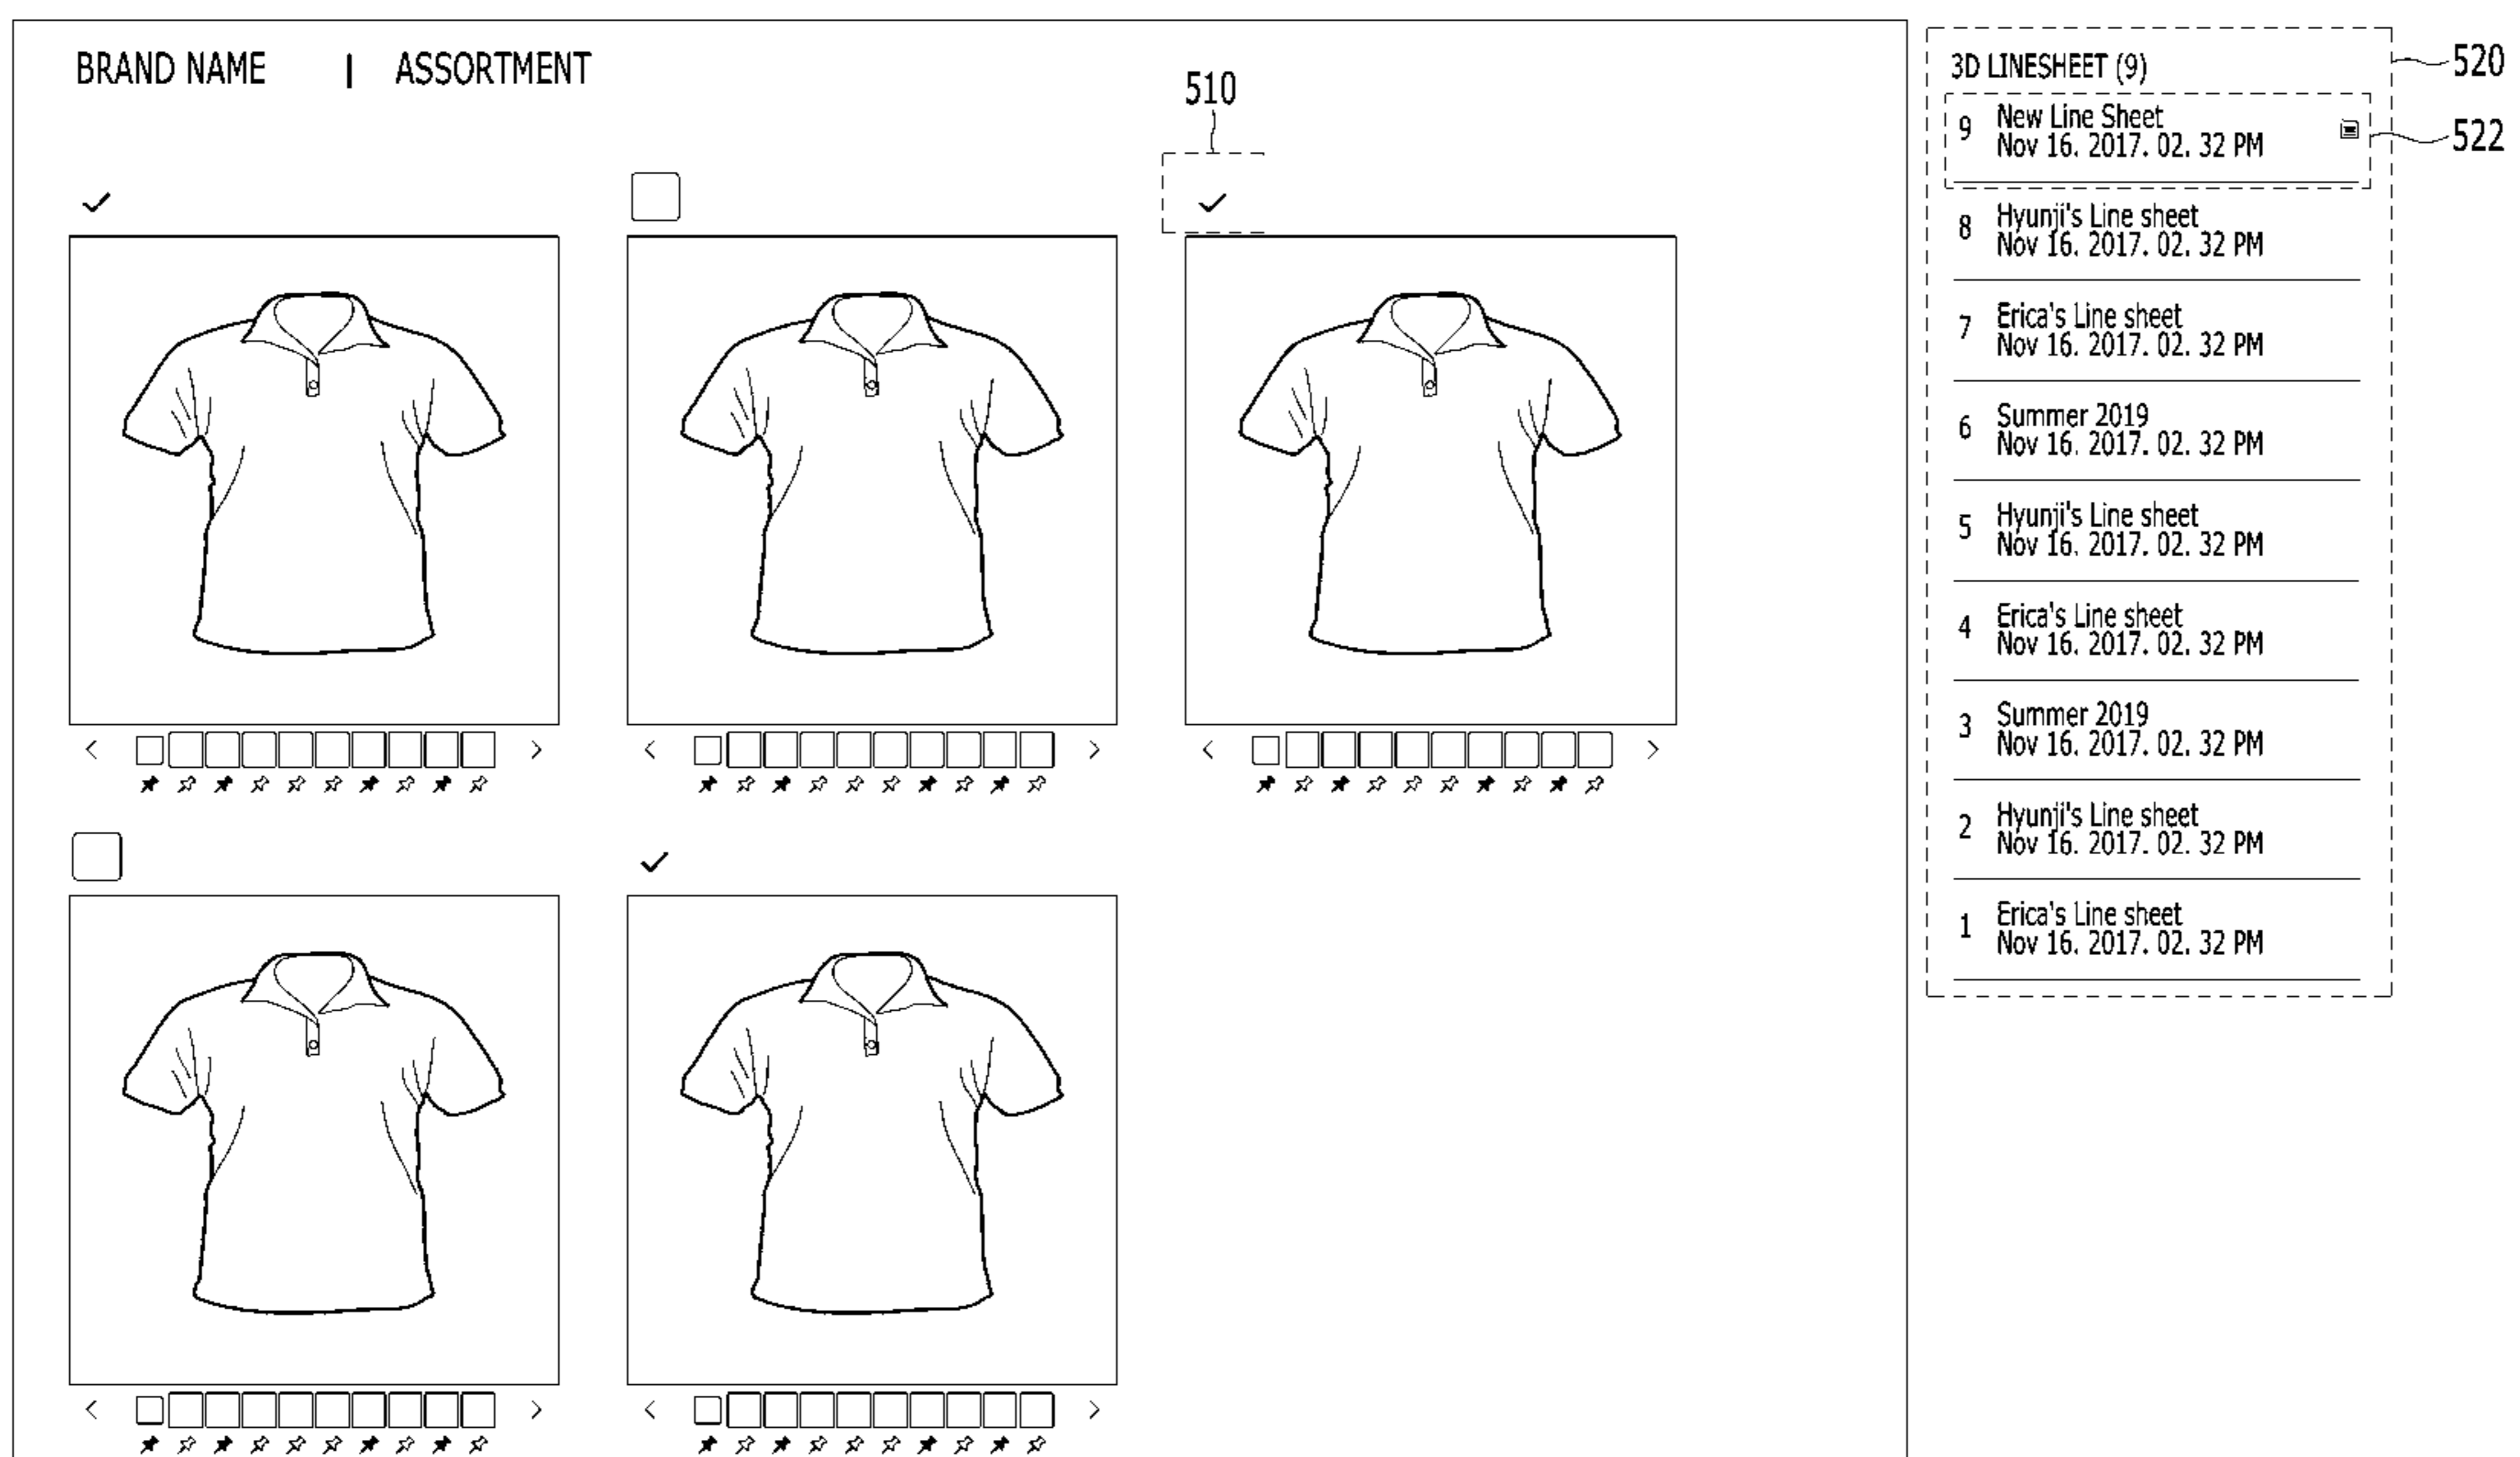 BRAND NAME | ASSORTMENT
510
3D LINESHEET (9)
520
9 New Line Sheet
Nov 16. 2017. 02. 32 PM
522
8 Hyunji's Line sheet
Nov 16. 2017. 02. 32 PM
7 Erica's Line sheet
Nov 16. 2017. 02. 32 PM
6 Summer 2019
Nov 16. 2017. 02. 32 PM
5 Hyunji's Line sheet
Nov 16. 2017. 02. 32 PM
4 Erica's Line sheet
Nov 16. 2017. 02. 32 PM
3 Summer 2019
Nov 16. 2017. 02. 32 PM
2 Hyunji's Line sheet
Nov 16. 2017. 02. 32 PM
1 Erica's Line sheet
Nov 16. 2017. 02. 32 PM